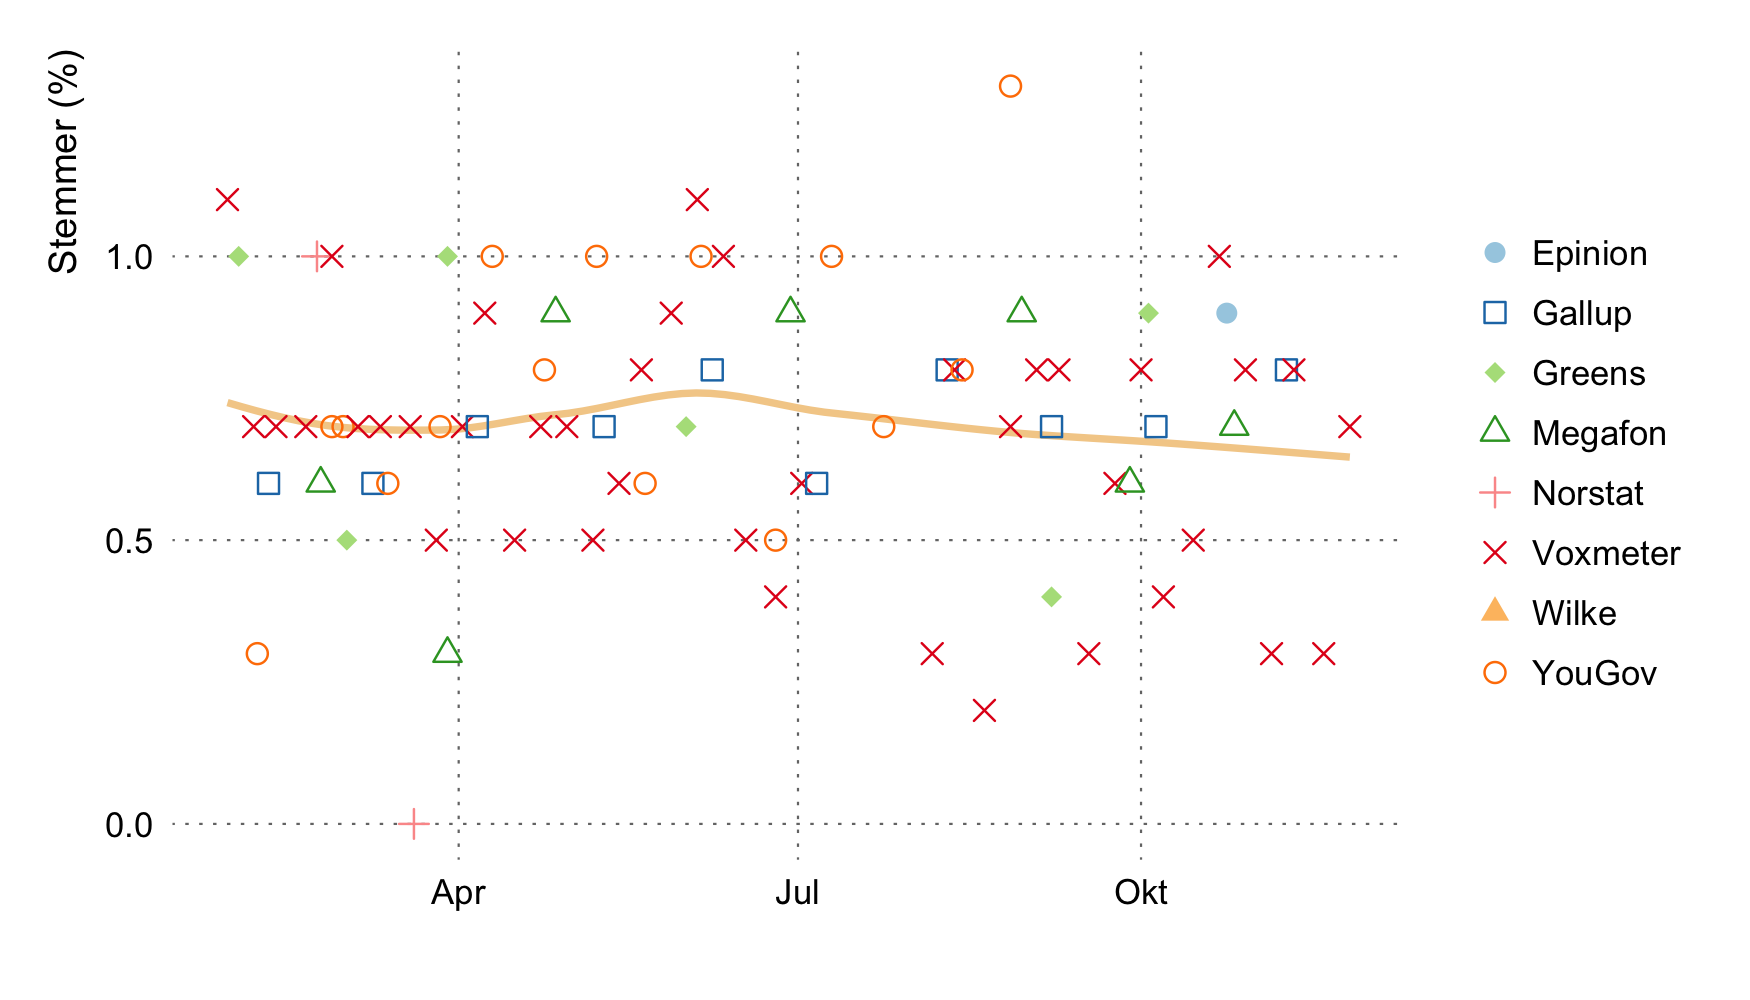 Stemmer (%)
1.0
0.5
0.0
Apr
Jul
Okt
Epinion
Gallup
Greens
Megafon
Norstat
Voxmeter
Wilke
YouGov